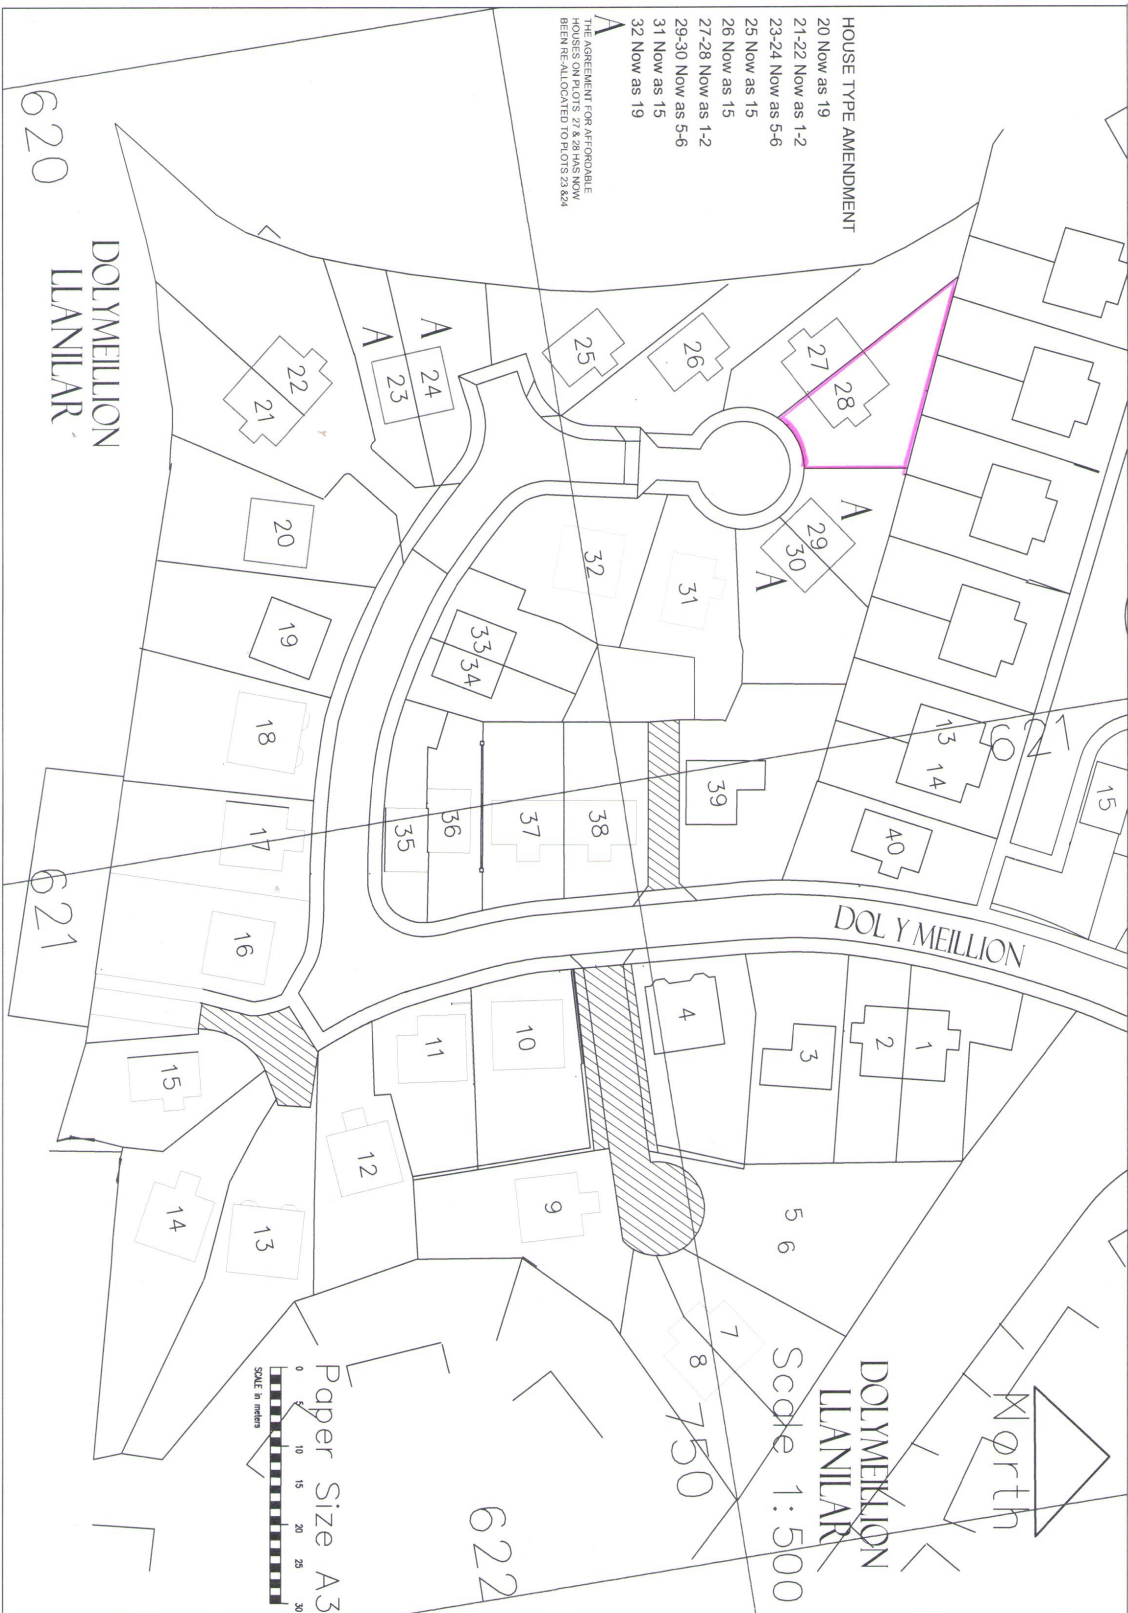 HOUSE TYPE AMENDMENT
20 Now as 19
21-22 Now as 1-2
23-24 Now as 5-6
25 Now as 15
26 Now as 15
27-28 Now as 1-2
29-30 Now as 5-6
31 Now as 15
32 Now as 19
A
THE AGREEMENT FOR AFFORDABLE
HOUSES ON PLOTS 27 & 28 HAS NOW
BEEN RE-ALLOCATED TO PLOTS 23 &24
620
DOLYMEILLION
LLANILAR
27
28
26
25
A
24
A
23
22
21
A
29
30
A
20
31
32
33
34
19
18
13
14
15
40
39
38
37
36
35
17
16
621
DOL Y MEILLION
1
2
3
4
10
11
15
12
9
5 6
13
14
7
8
North
DOLYMEILLION
LLANILAR
Scale 1:500
750
622
Paper Size A3
0 5 10 15 20 25 30
SCALE in meters